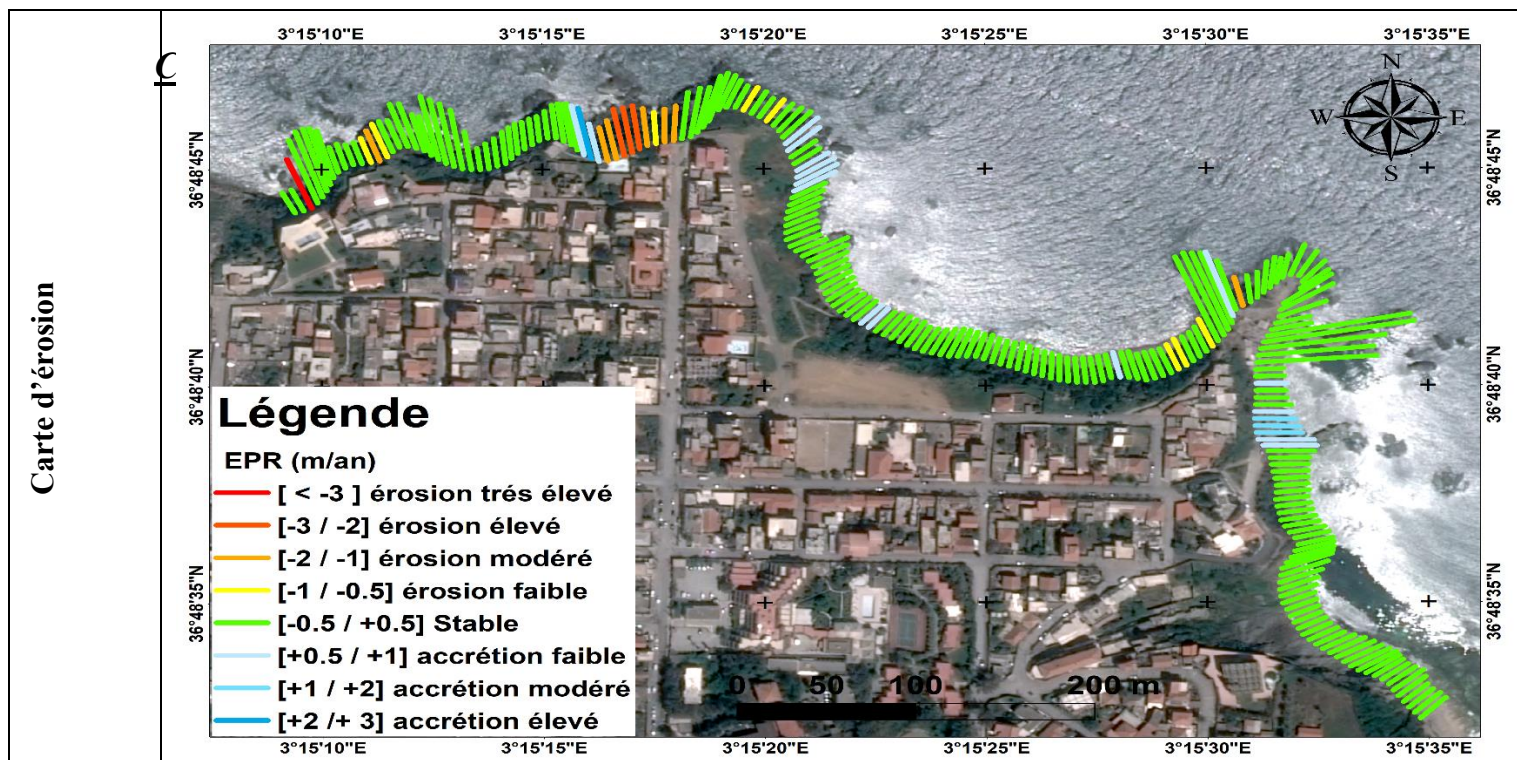 Carte d'érosion
C
3°15'10"E 3°15'15"E 3°15'20"E 3°15'25"E 3°15'30"E 3°15'35"E
N
W E
S
36°48'45"N 36°48'45"N
36°48'40"N 36°48'40"N
36°48'35"N 36°48'35"N
Légende
EPR (m/an)
[ < -3 ] érosion trés élevé
[-3 / -2] érosion élevé
[-2 / -1] érosion modéré
[-1 / -0.5] érosion faible
[-0.5 / +0.5] Stable
[+0.5 / +1] accrétion faible
[+1 / +2] accrétion modéré
[+2 /+ 3] accrétion élevé
0 50 100 200 m
3°15'10"E 3°15'15"E 3°15'20"E 3°15'25"E 3°15'30"E 3°15'35"E